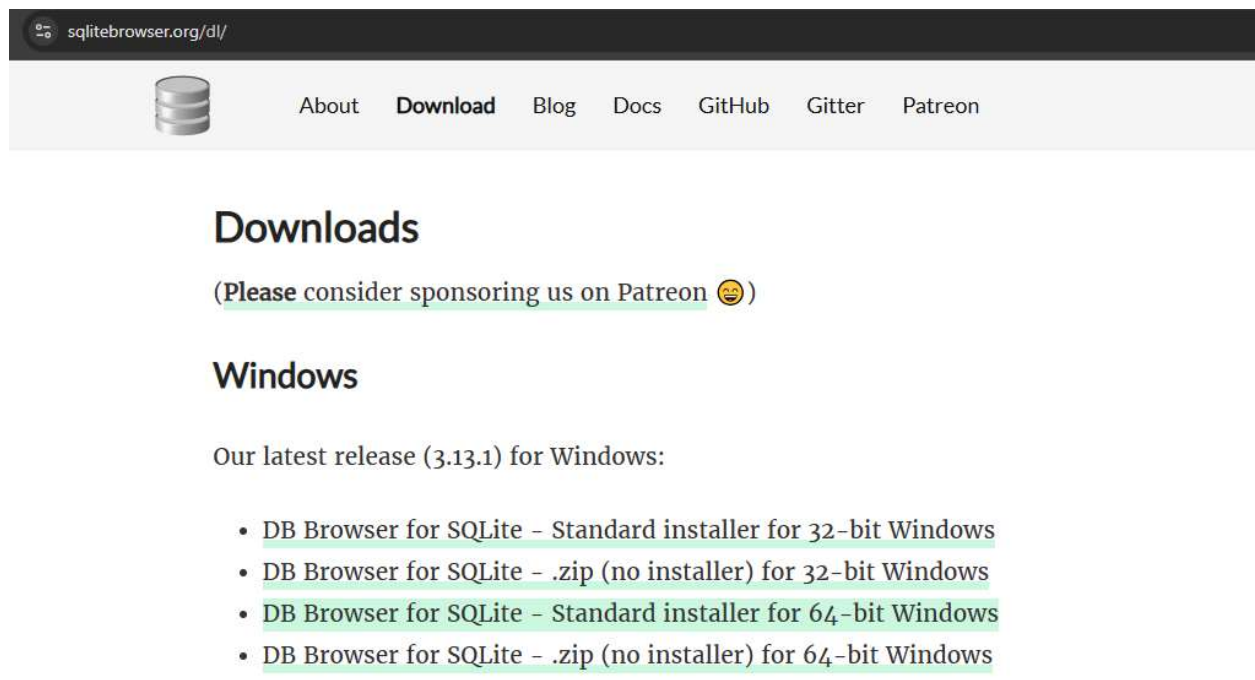 sqlitebrowser.org/dl/
About Download Blog Docs GitHub Gitter Patreon
Downloads
(Please consider sponsoring us on Patreon 😄)
Windows
Our latest release (3.13.1) for Windows:
• DB Browser for SQLite - Standard installer for 32-bit Windows
• DB Browser for SQLite - .zip (no installer) for 32-bit Windows
• DB Browser for SQLite - Standard installer for 64-bit Windows
• DB Browser for SQLite - .zip (no installer) for 64-bit Windows